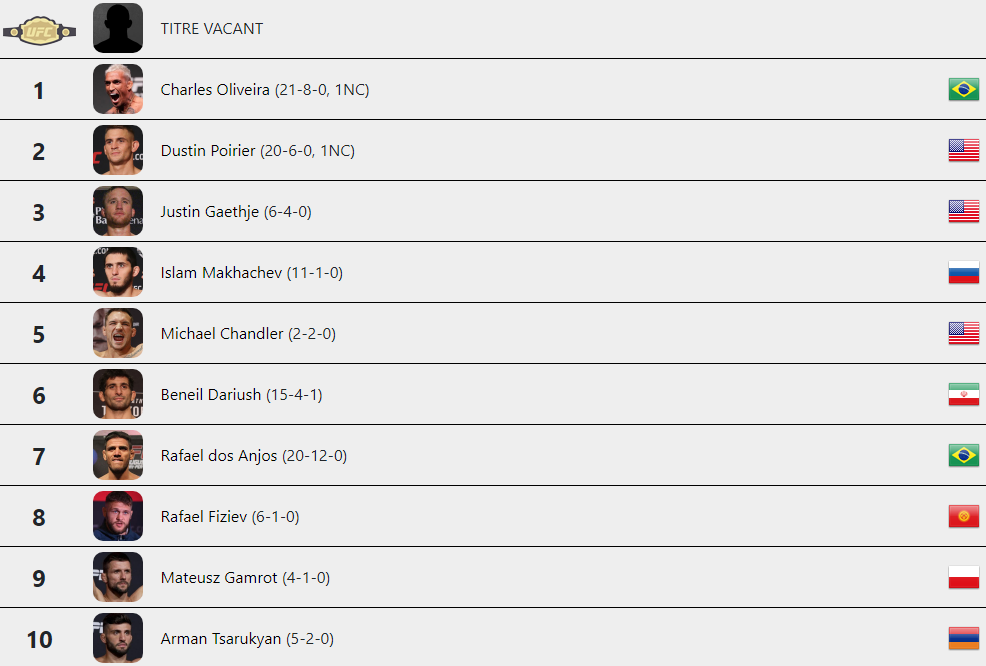 UFC
TITRE VACANT
1
Charles Oliveira (21-8-0, 1NC)
2
Dustin Poirier (20-6-0, 1NC)
3
Justin Gaethje (6-4-0)
4
Islam Makhachev (11-1-0)
5
Michael Chandler (2-2-0)
6
Beneil Dariush (15-4-1)
7
Rafael dos Anjos (20-12-0)
8
Rafael Fiziev (6-1-0)
9
Mateusz Gamrot (4-1-0)
10
Arman Tsarukyan (5-2-0)